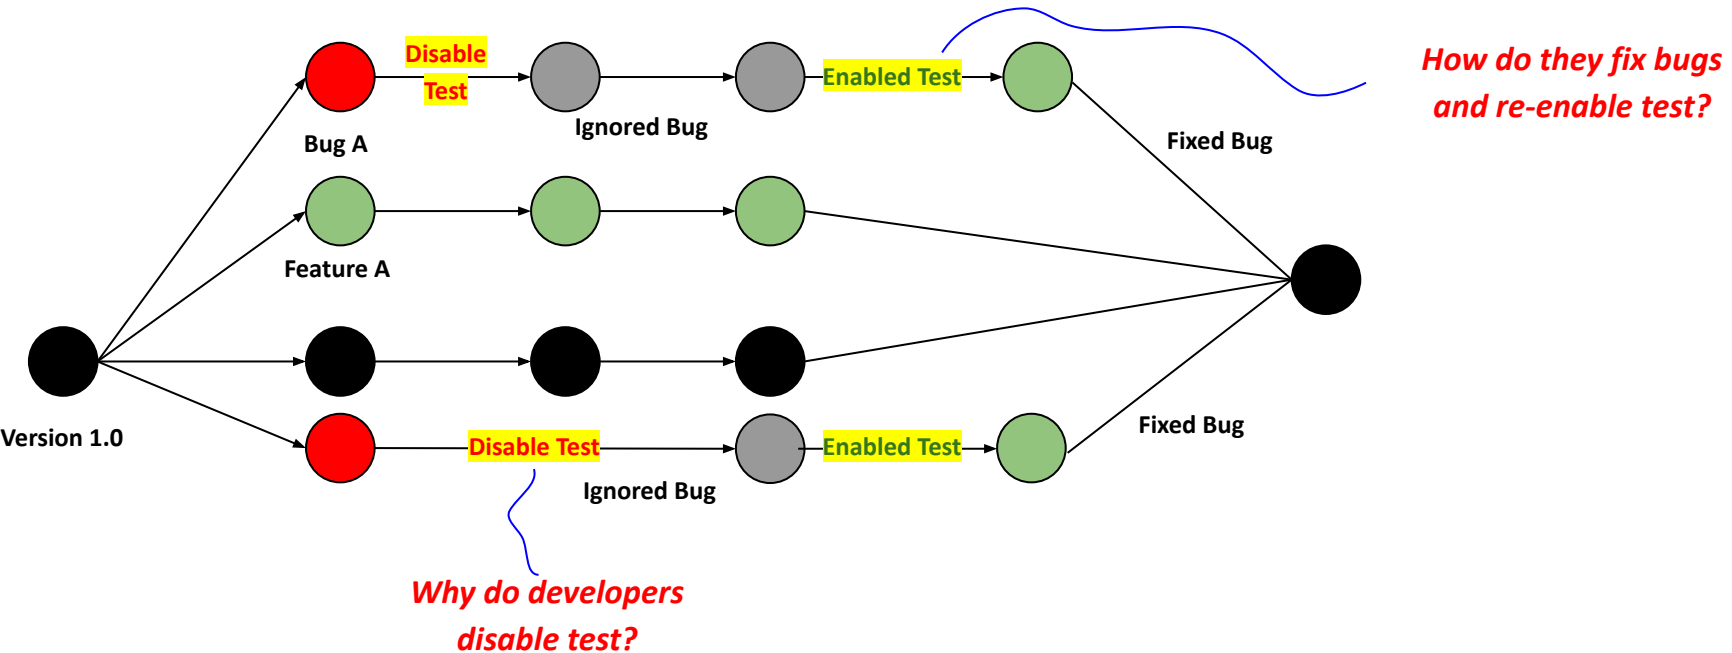 Disable
Test
Enabled Test
How do they fix bugs
and re-enable test?
Bug A
Ignored Bug
Fixed Bug
Feature A
Version 1.0
Disable Test
Enabled Test
Fixed Bug
Ignored Bug
Why do developers
disable test?